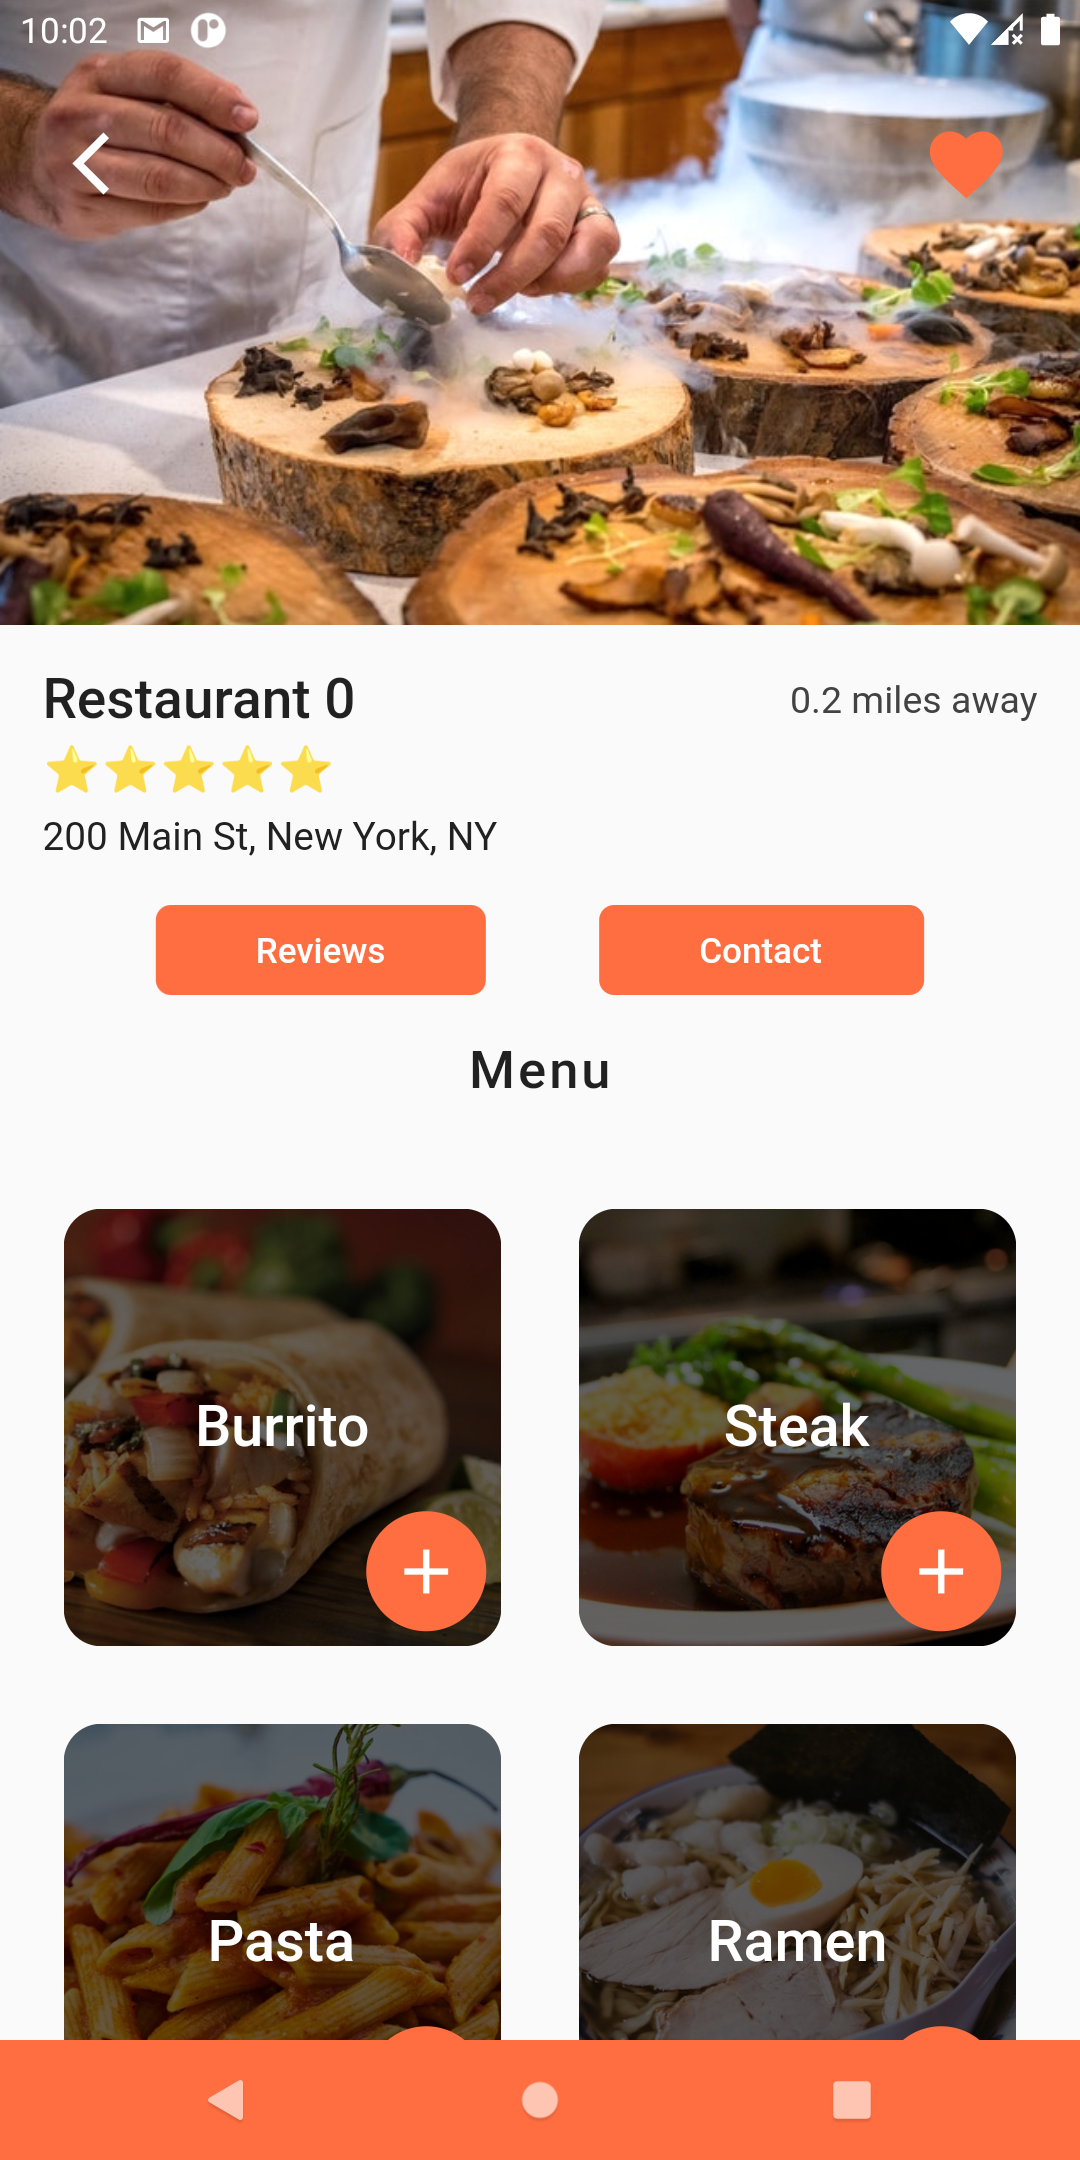 10:02
Restaurant 0
0.2 miles away
⭐⭐⭐⭐⭐
200 Main St, New York, NY
Reviews
Contact
Menu
Burrito
Steak
Pasta
Ramen